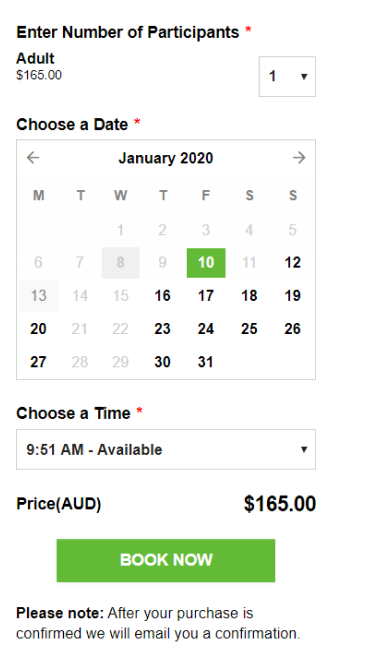 Enter Number of Participants *
Adult
$165.00
1 ▼
Choose a Date *
← January 2020 →
M T W T F S S
1 2 3 4 5
6 7 8 9 10 11 12
13 14 15 16 17 18 19
20 21 22 23 24 25 26
27 28 29 30 31
Choose a Time *
9:51 AM - Available ▼
Price(AUD) $165.00
BOOK NOW
Please note: After your purchase is
confirmed we will email you a confirmation.